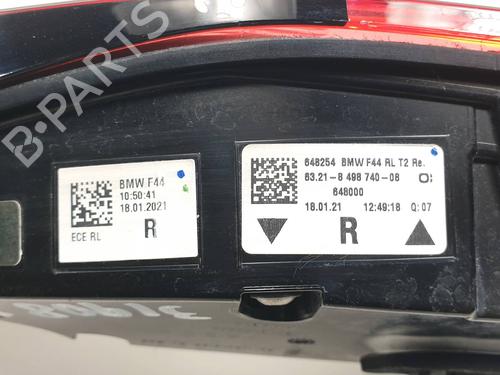 B-PARTS
BMW F44
10:50:41
18.01.2021
ECE RL
R
648254 BMW F44 RL T2 Re.
63.21-8 498 740-08
648000
18.01.21 12:49:18 Q: 07
R